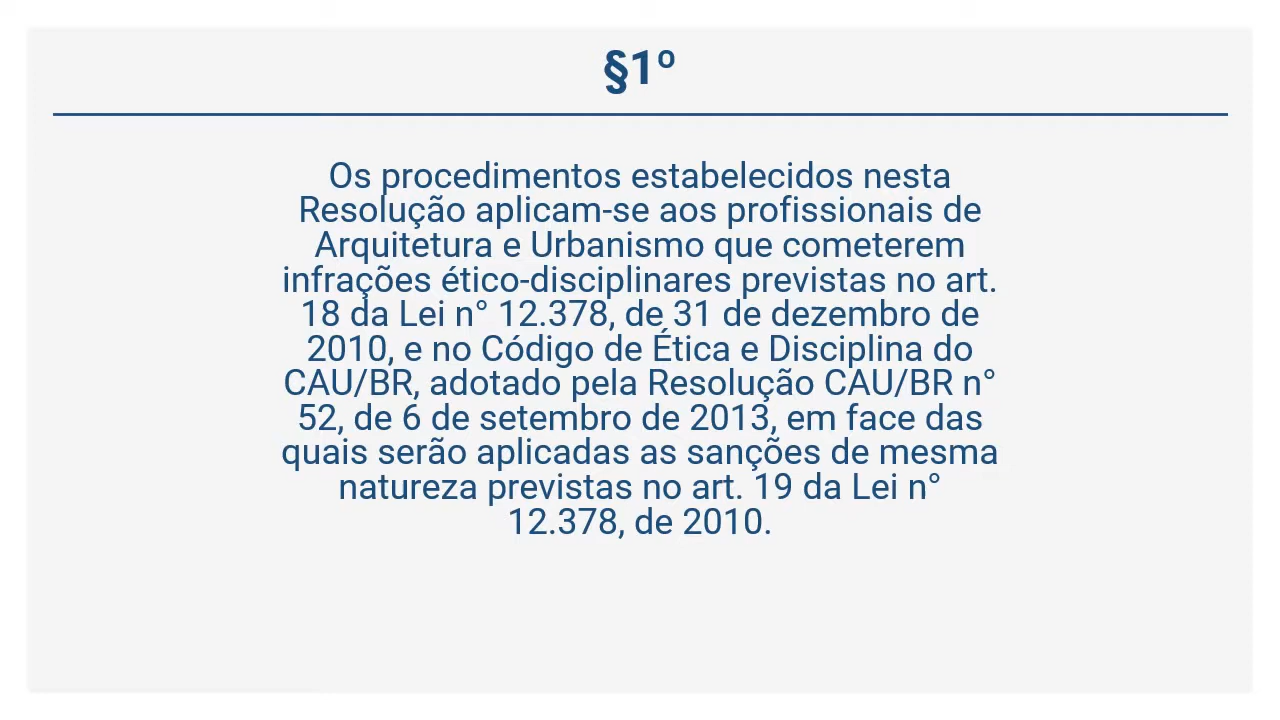 §1º
Os procedimentos estabelecidos nesta
Resolução aplicam-se aos profissionais de
Arquitetura e Urbanismo que cometerem
infrações ético-disciplinares previstas no art.
18 da Lei n° 12.378, de 31 de dezembro de
2010, e no Código de Ética e Disciplina do
CAU/BR, adotado pela Resolução CAU/BR n°
52, de 6 de setembro de 2013, em face das
quais serão aplicadas as sanções de mesma
natureza previstas no art. 19 da Lei n°
12.378, de 2010.